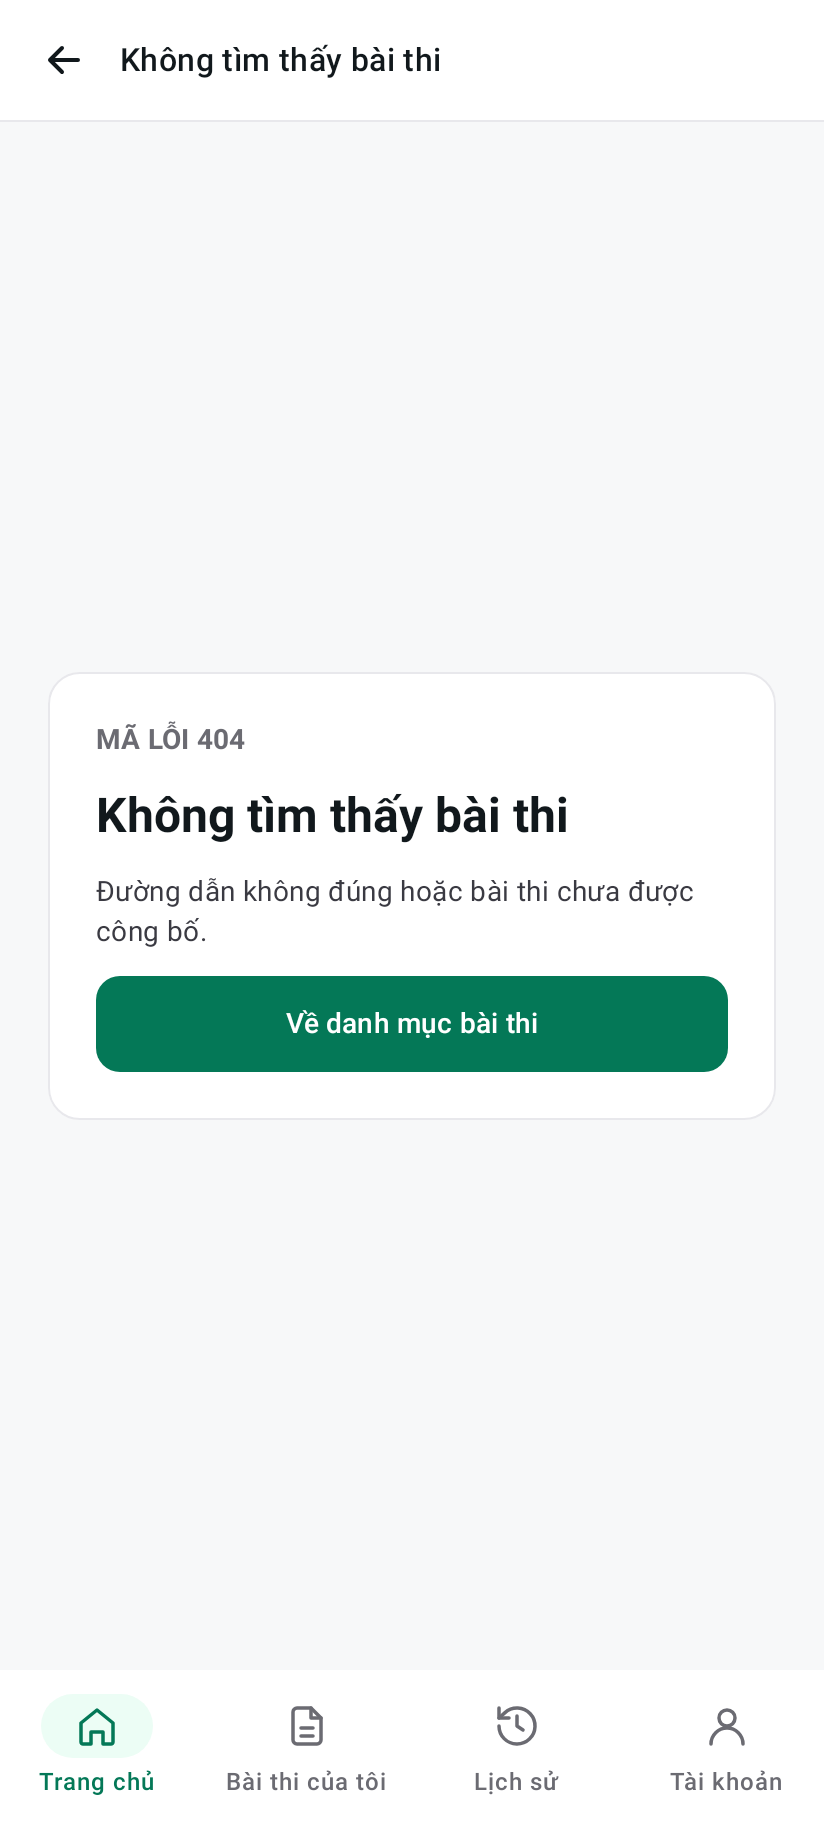 Không tìm thấy bài thi
MÃ LỖI 404
Không tìm thấy bài thi
Đường dẫn không đúng hoặc bài thi chưa được
công bố.
Về danh mục bài thi
Trang chủ
Bài thi của tôi
Lịch sử
Tài khoản